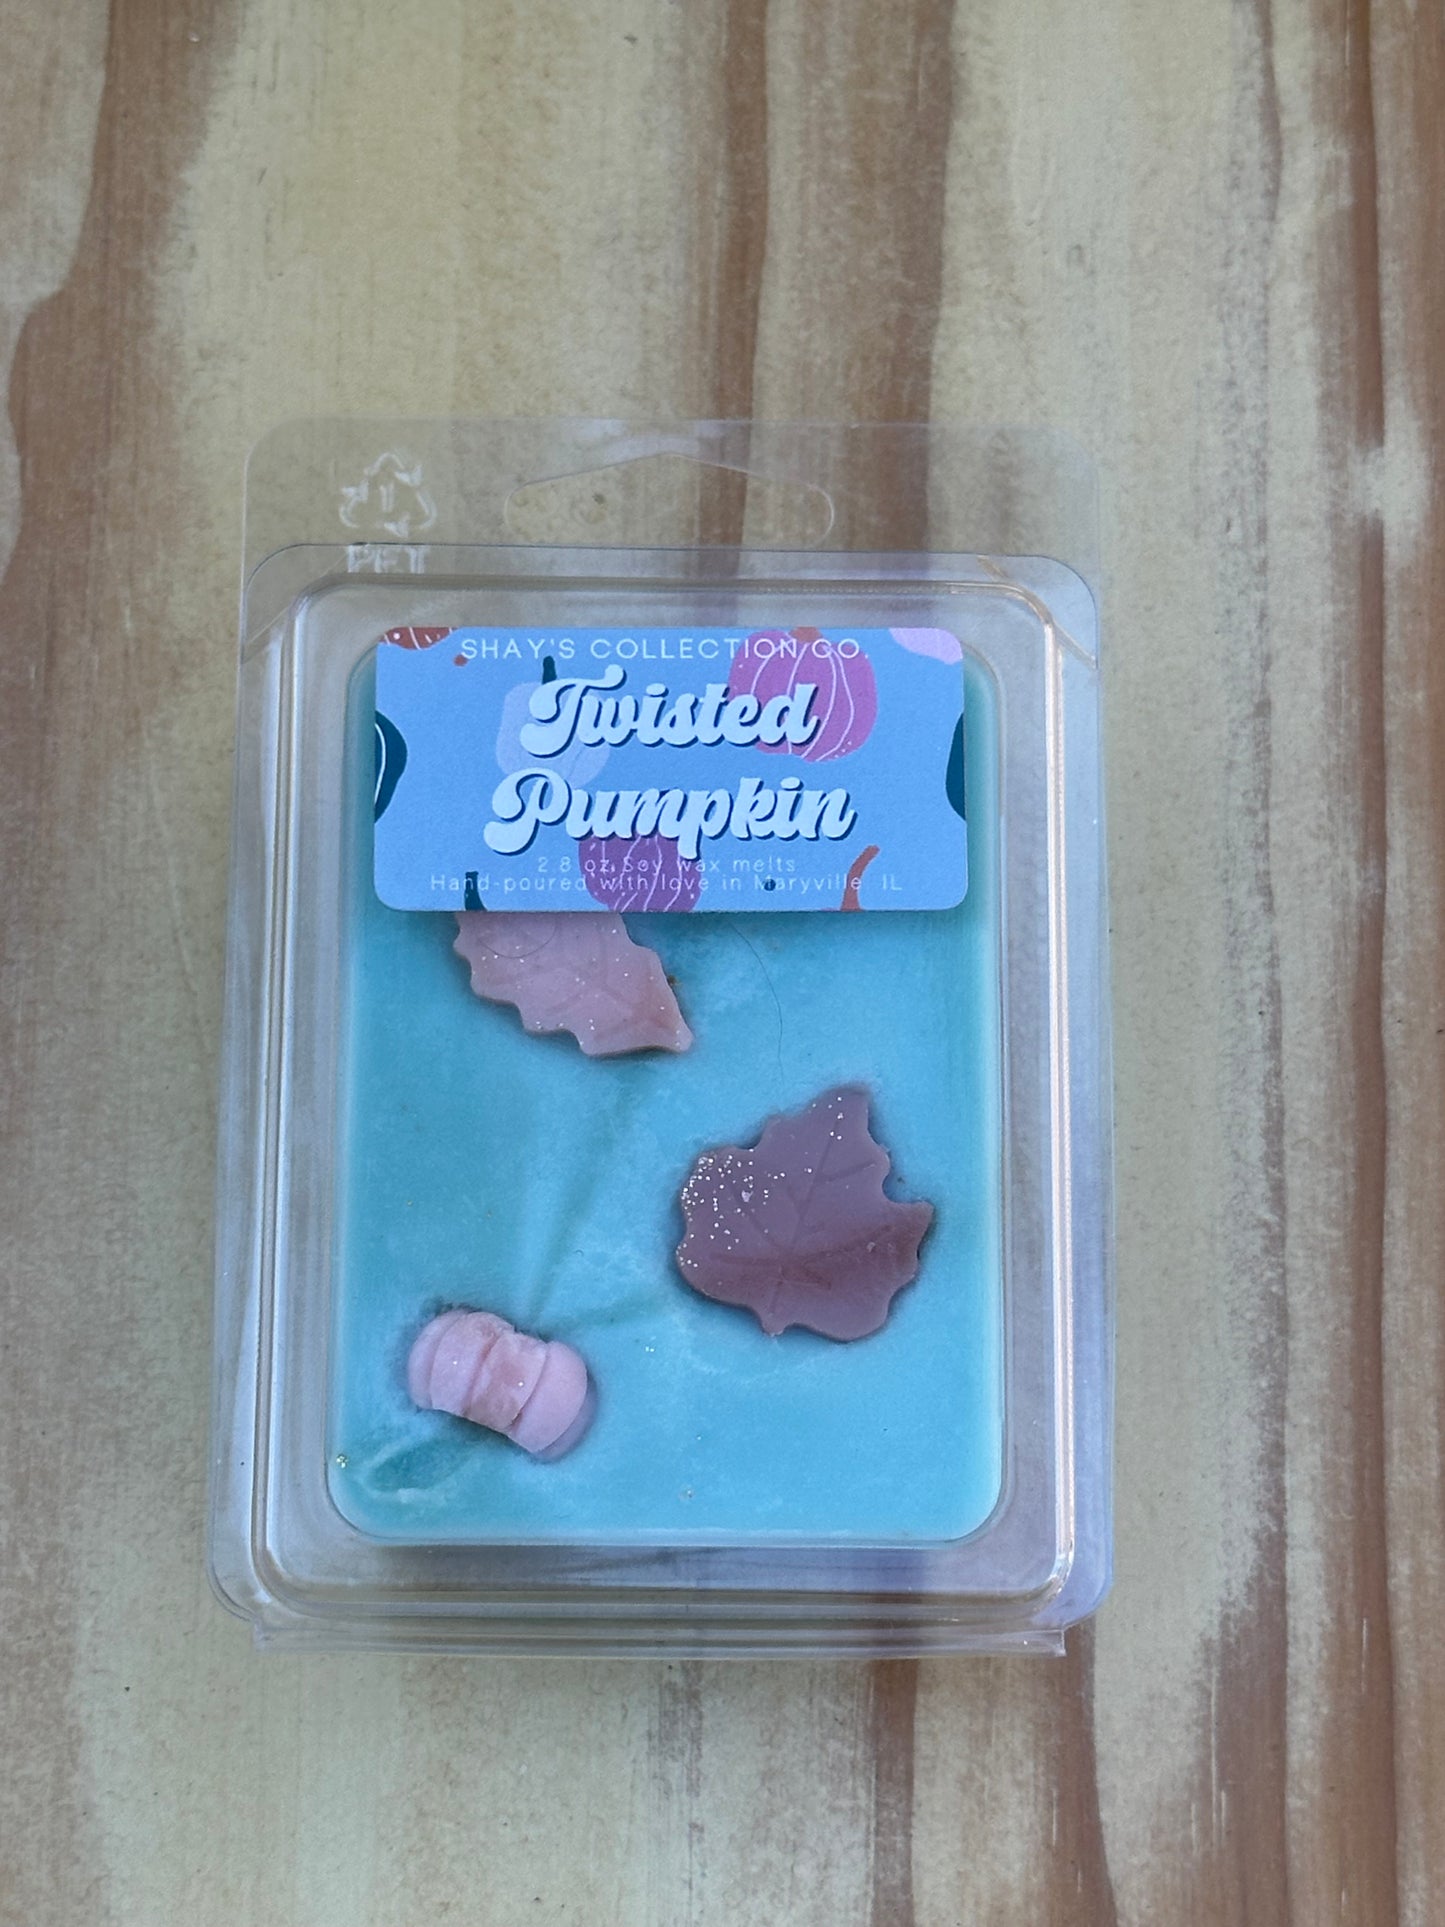 1
PET
SHAY'S COLLECTION CO.
Twisted
Pumpkin
2.8 oz Soy wax melts
Hand-poured with love in Maryville, IL